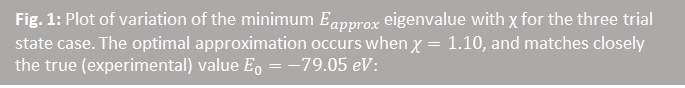 Fig. 1: Plot of variation of the minimum E_approx eigenvalue with χ for the three trial
state case. The optimal approximation occurs when χ = 1.10, and matches closely
the true (experimental) value E₀ = −79.05 eV: